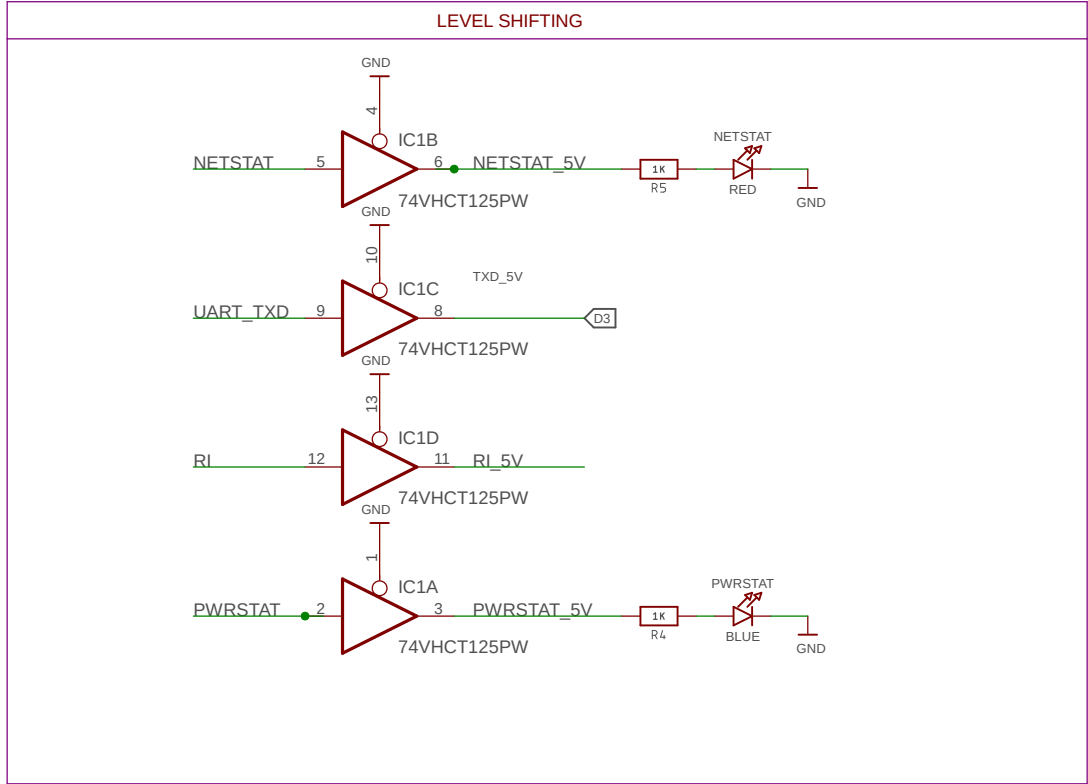 LEVEL SHIFTING
GND
4
IC1B
NETSTAT
5
6
NETSTAT_5V
74VHCT125PW
NETSTAT
1K
R5
RED
GND
GND
10
IC1C
TXD_5V
UART_TXD
9
8
D3
74VHCT125PW
GND
13
IC1D
RI
12
11
RI_5V
74VHCT125PW
GND
1
IC1A
PWRSTAT
2
3
PWRSTAT_5V
74VHCT125PW
PWRSTAT
1K
R4
BLUE
GND